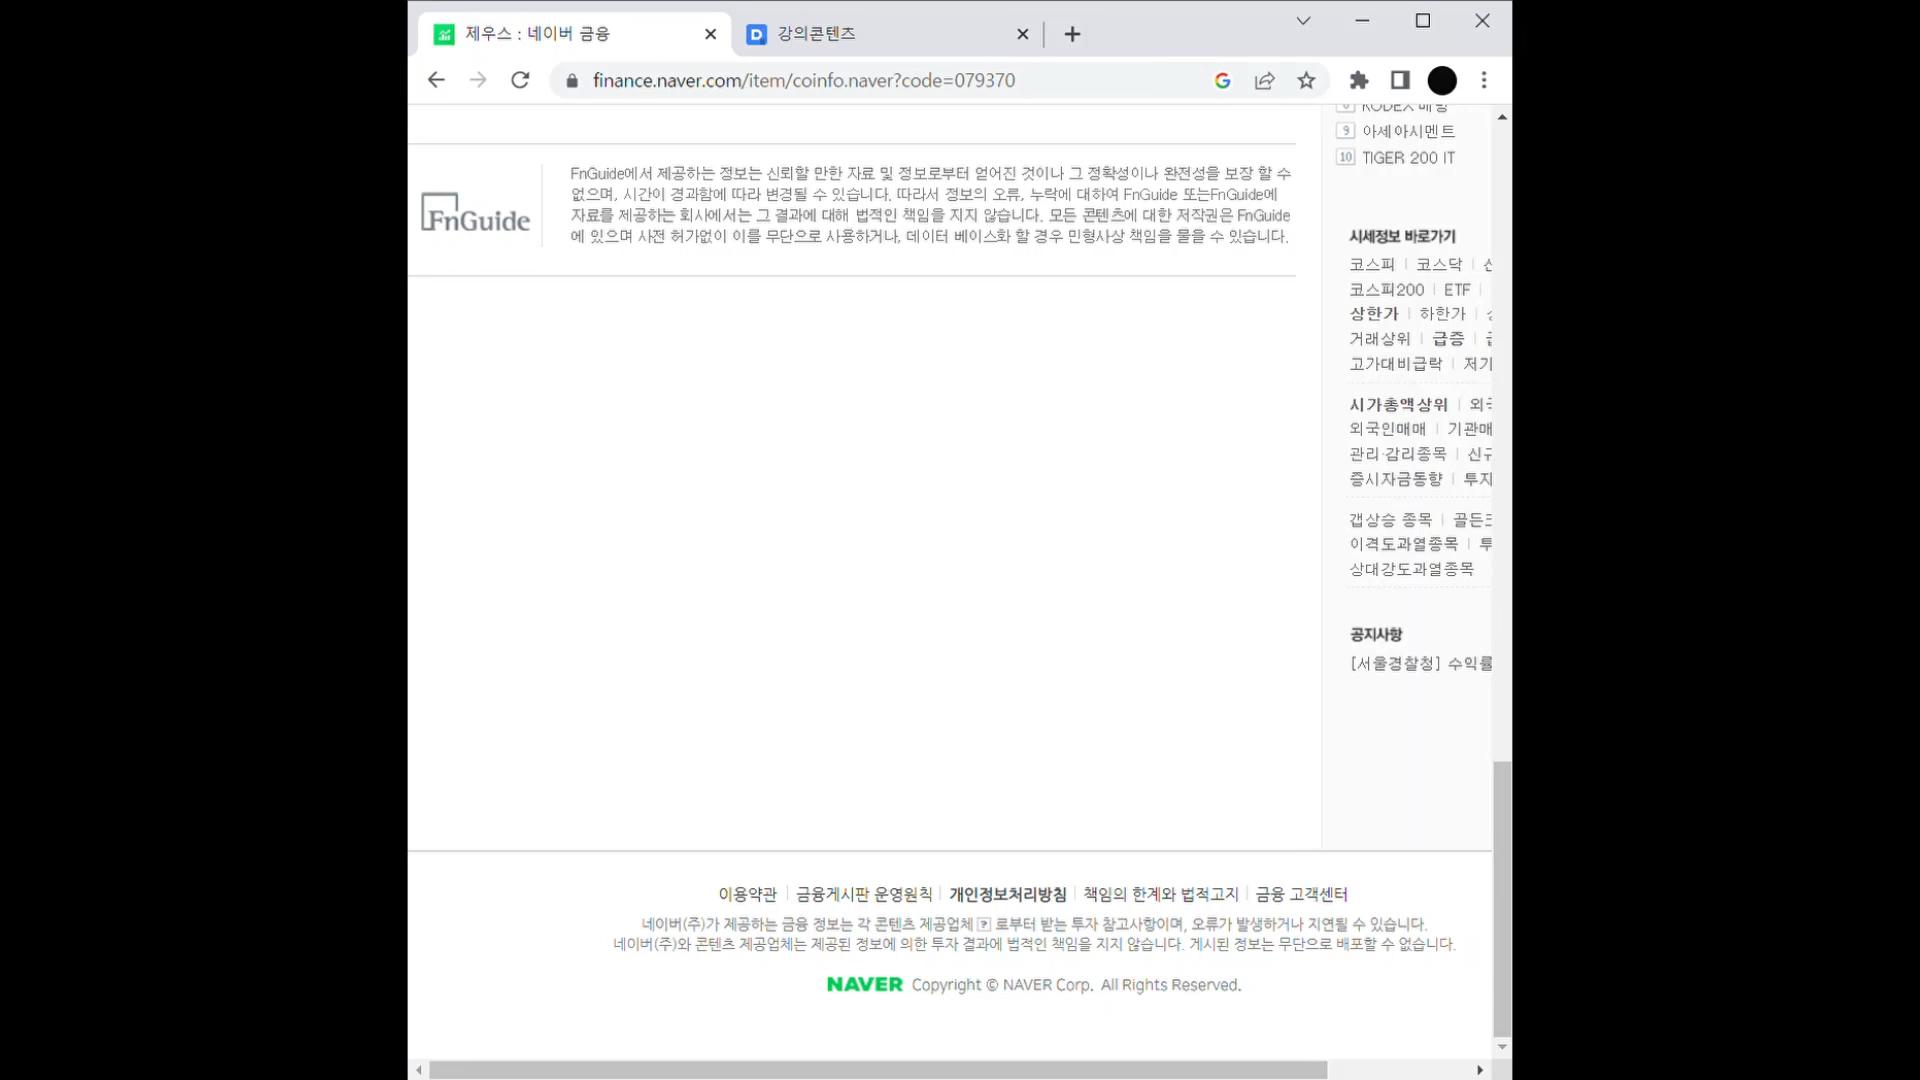 제우스 : 네이버 금융
강의콘텐츠
finance.naver.com/item/coinfo.naver?code=079370
9 아세아시멘트
10 TIGER 200 IT
FnGuide
FnGuide에서 제공하는 정보는 신뢰할 만한 자료 및 정보로부터 얻어진 것이나 그 정확성이나 완전성을 보장 할 수
없으며, 시간이 경과함에 따라 변경될 수 있습니다. 따라서 정보의 오류, 누락에 대하여 FnGuide 또는FnGuide에
자료를 제공하는 회사에서는 그 결과에 대해 법적인 책임을 지지 않습니다. 모든 콘텐츠에 대한 저작권은 FnGuide
에 있으며 사전 허가없이 이를 무단으로 사용하거나, 데이터 베이스화 할 경우 민형사상 책임을 물을 수 있습니다.
시세정보 바로가기
코스피 | 코스닥 |
코스피200 | ETF |
상한가 | 하한가 |
거래상위 | 급증 |
고가대비급락 | 저가
시가총액상위 | 외국
외국인매매 | 기관매
관리·감리종목 | 신규
증시자금동향 | 투자
갭상승 종목 | 골든크
이격도과열종목 | 투
상대강도과열종목
공지사항
[서울경찰청] 수익률
이용약관 | 금융게시판 운영원칙 | 개인정보처리방침 | 책임의 한계와 법적고지 | 금융 고객센터
네이버(주)가 제공하는 금융 정보는 각 콘텐츠 제공업체 ? 로부터 받는 투자 참고사항이며, 오류가 발생하거나 지연될 수 있습니다.
네이버(주)와 콘텐츠 제공업체는 제공된 정보에 의한 투자 결과에 법적인 책임을 지지 않습니다. 게시된 정보는 무단으로 배포할 수 없습니다.
NAVER Copyright © NAVER Corp. All Rights Reserved.